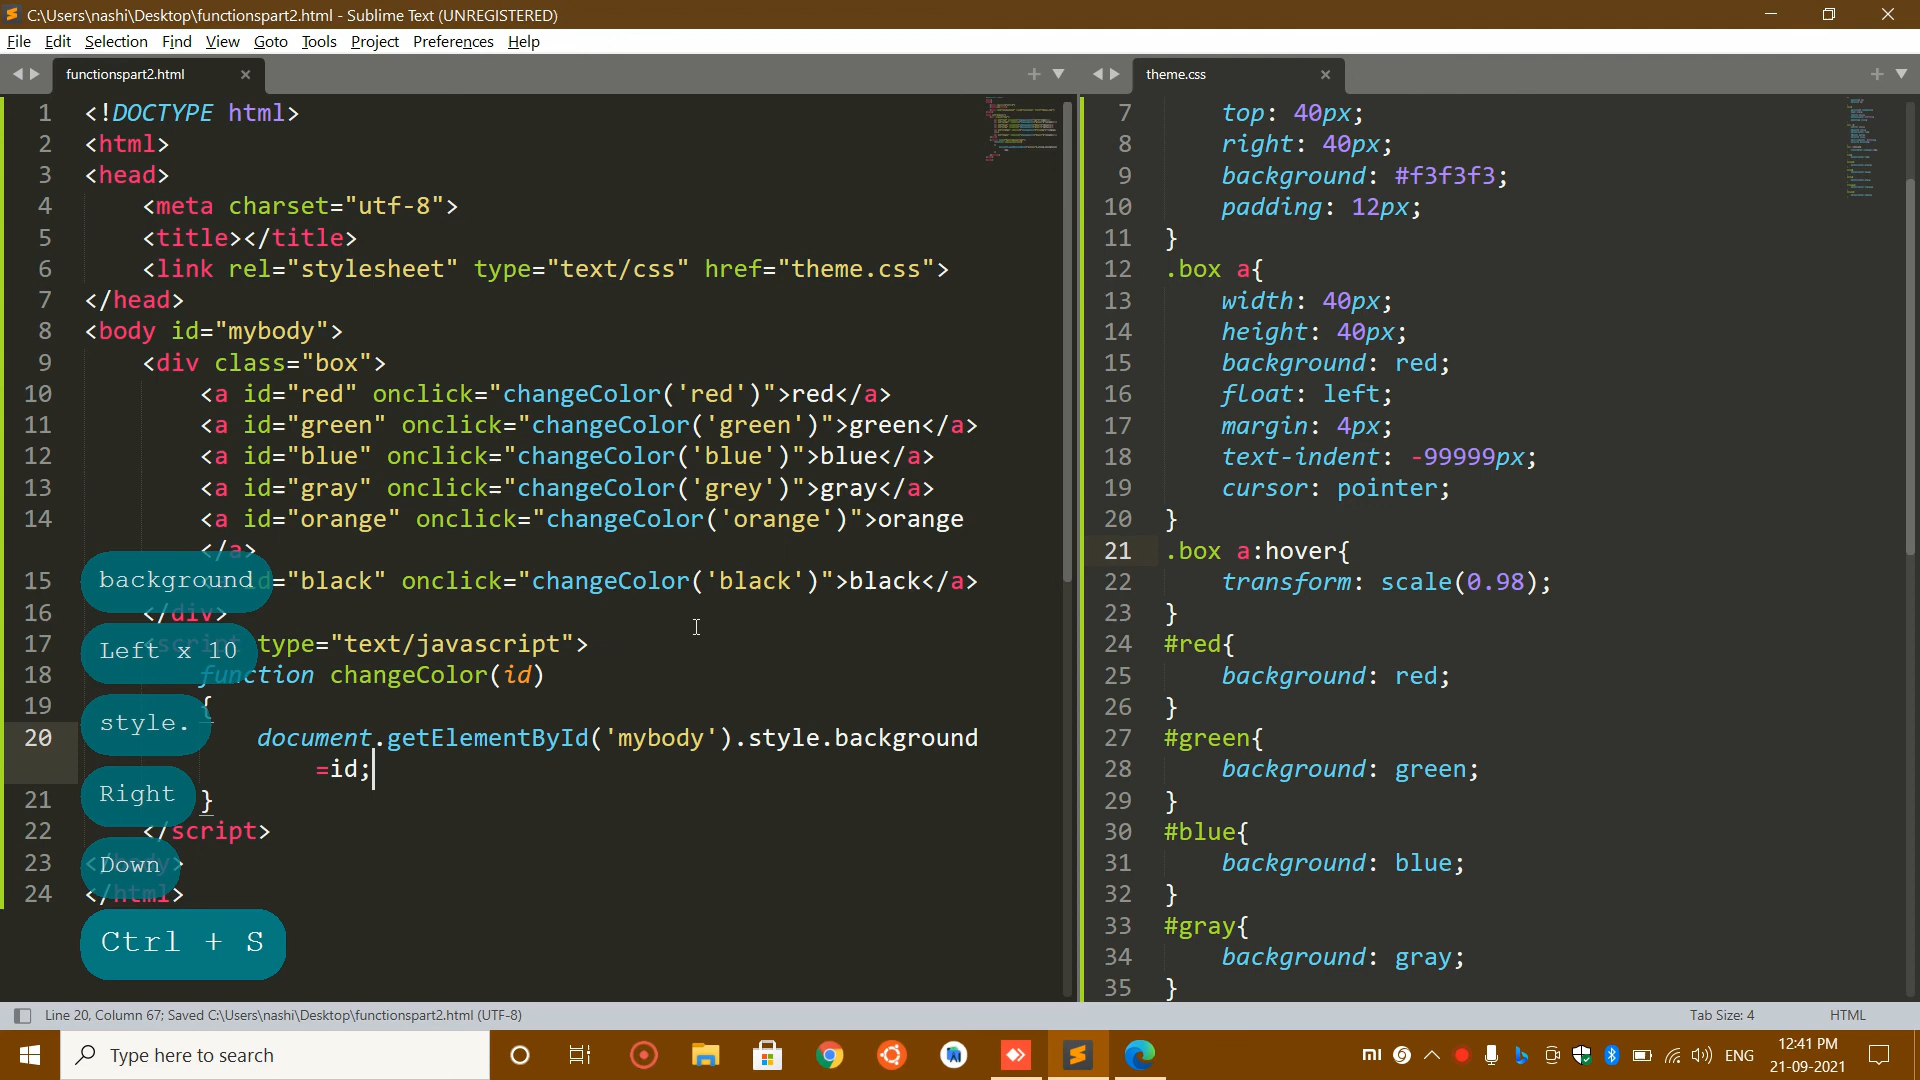 C:\Users\nashi\Desktop\functionspart2.html - Sublime Text (UNREGISTERED)
File Edit Selection Find View Goto Tools Project Preferences Help
functionspart2.html
1 <!DOCTYPE html>
2 <html>
3 <head>
4 <meta charset="utf-8">
5 <title></title>
6 <link rel="stylesheet" type="text/css" href="theme.css">
7 </head>
8 <body id="mybody">
9 <div class="box">
10 <a id="red" onclick="changeColor('red')">red</a>
11 <a id="green" onclick="changeColor('green')">green</a>
12 <a id="blue" onclick="changeColor('blue')">blue</a>
13 <a id="gray" onclick="changeColor('grey')">gray</a>
14 <a id="orange" onclick="changeColor('orange')">orange
</a>
15 d="black" onclick="changeColor('black')">black</a>
16 </div>
17 <script type="text/javascript">
18 function changeColor(id)
19 {
20 document.getElementById('mybody').style.background
=id;
21 }
22 </script>
23 </body>
24 </html>
background
Left x 10
style.
Right
Down
Ctrl + S
theme.css
7 top: 40px;
8 right: 40px;
9 background: #f3f3f3;
10 padding: 12px;
11 }
12 .box a{
13 width: 40px;
14 height: 40px;
15 background: red;
16 float: left;
17 margin: 4px;
18 text-indent: -99999px;
19 cursor: pointer;
20 }
21 .box a:hover{
22 transform: scale(0.98);
23 }
24 #red{
25 background: red;
26 }
27 #green{
28 background: green;
29 }
30 #blue{
31 background: blue;
32 }
33 #gray{
34 background: gray;
35 }
Line 20, Column 67; Saved C:\Users\nashi\Desktop\functionspart2.html (UTF-8)
Tab Size: 4 HTML
Type here to search
ENG
12:41 PM
21-09-2021